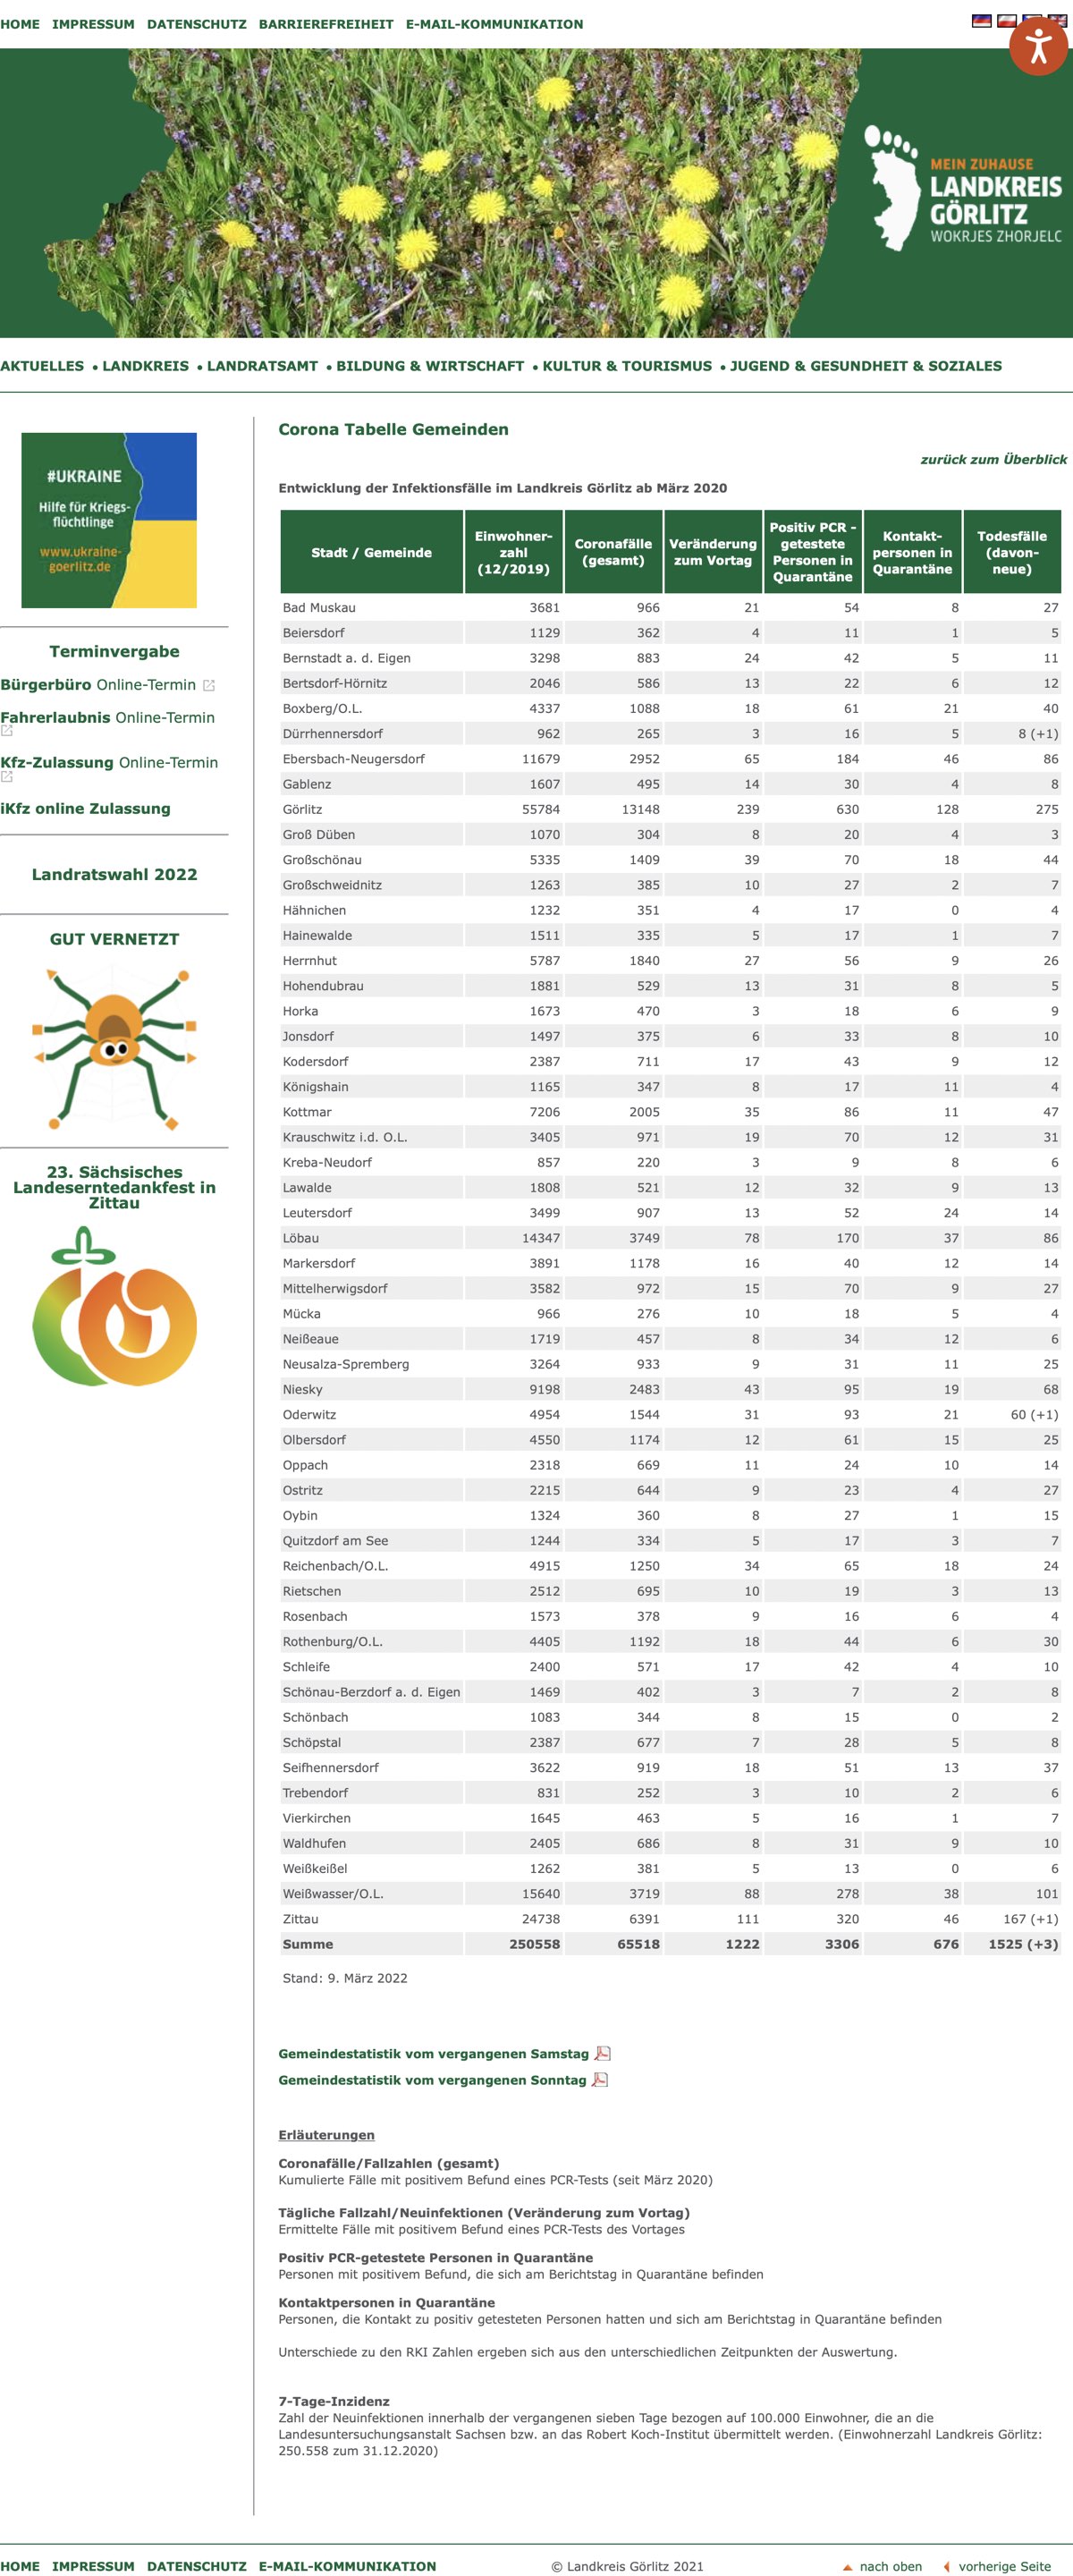 HOME IMPRESSUM DATENSCHUTZ BARRIEREFREIHEIT E-MAIL-KOMMUNIKATION
MEIN ZUHAUSE
LANDKREIS
GÖRLITZ
WOKRJES ZHORJELC
AKTUELLES • LANDKREIS • LANDRATSAMT • BILDUNG & WIRTSCHAFT • KULTUR & TOURISMUS • JUGEND & GESUNDHEIT & SOZIALES
#UKRAINE
Hilfe für Kriegs-
flüchtlinge
www.ukraine-
goerlitz.de
Terminvergabe
Bürgerbüro Online-Termin
Fahrerlaubnis Online-Termin
Kfz-Zulassung Online-Termin
iKfz online Zulassung
Landratswahl 2022
GUT VERNETZT
23. Sächsisches
Landeserntedankfest in
Zittau
Corona Tabelle Gemeinden
zurück zum Überblick
Entwicklung der Infektionsfälle im Landkreis Görlitz ab März 2020
Stadt / Gemeinde Einwohner-zahl (12/2019) Coronafälle (gesamt) Veränderung zum Vortag Positiv PCR - getestete Personen in Quarantäne Kontakt-personen in Quarantäne Todesfälle (davon-neue)
Bad Muskau 3681 966 21 54 8 27
Beiersdorf 1129 362 4 11 1 5
Bernstadt a. d. Eigen 3298 883 24 42 5 11
Bertsdorf-Hörnitz 2046 586 13 22 6 12
Boxberg/O.L. 4337 1088 18 61 21 40
Dürrhennersdorf 962 265 3 16 5 8 (+1)
Ebersbach-Neugersdorf 11679 2952 65 184 46 86
Gablenz 1607 495 14 30 4 8
Görlitz 55784 13148 239 630 128 275
Groß Düben 1070 304 8 20 4 3
Großschönau 5335 1409 39 70 18 44
Großschweidnitz 1263 385 10 27 2 7
Hähnichen 1232 351 4 17 0 4
Hainewalde 1511 335 5 17 1 7
Herrnhut 5787 1840 27 56 9 26
Hohendubrau 1881 529 13 31 8 5
Horka 1673 470 3 18 6 9
Jonsdorf 1497 375 6 33 8 10
Kodersdorf 2387 711 17 43 9 12
Königshain 1165 347 8 17 11 4
Kottmar 7206 2005 35 86 11 47
Krauschwitz i.d. O.L. 3405 971 19 70 12 31
Kreba-Neudorf 857 220 3 9 8 6
Lawalde 1808 521 12 32 9 13
Leutersdorf 3499 907 13 52 24 14
Löbau 14347 3749 78 170 37 86
Markersdorf 3891 1178 16 40 12 14
Mittelherwigsdorf 3582 972 15 70 9 27
Mücka 966 276 10 18 5 4
Neißeaue 1719 457 8 34 12 6
Neusalza-Spremberg 3264 933 9 31 11 25
Niesky 9198 2483 43 95 19 68
Oderwitz 4954 1544 31 93 21 60 (+1)
Olbersdorf 4550 1174 12 61 15 25
Oppach 2318 669 11 24 10 14
Ostritz 2215 644 9 23 4 27
Oybin 1324 360 8 27 1 15
Quitzdorf am See 1244 334 5 17 3 7
Reichenbach/O.L. 4915 1250 34 65 18 24
Rietschen 2512 695 10 19 3 13
Rosenbach 1573 378 9 16 6 4
Rothenburg/O.L. 4405 1192 18 44 6 30
Schleife 2400 571 17 42 4 10
Schönau-Berzdorf a. d. Eigen 1469 402 3 7 2 8
Schönbach 1083 344 8 15 0 2
Schöpstal 2387 677 7 28 5 8
Seifhennersdorf 3622 919 18 51 13 37
Trebendorf 831 252 3 10 2 6
Vierkirchen 1645 463 5 16 1 7
Waldhufen 2405 686 8 31 9 10
Weißkeißel 1262 381 5 13 0 6
Weißwasser/O.L. 15640 3719 88 278 38 101
Zittau 24738 6391 111 320 46 167 (+1)
Summe 250558 65518 1222 3306 676 1525 (+3)
Stand: 9. März 2022
Gemeindestatistik vom vergangenen Samstag
Gemeindestatistik vom vergangenen Sonntag
Erläuterungen
Coronafälle/Fallzahlen (gesamt)
Kumulierte Fälle mit positivem Befund eines PCR-Tests (seit März 2020)
Tägliche Fallzahl/Neuinfektionen (Veränderung zum Vortag)
Ermittelte Fälle mit positivem Befund eines PCR-Tests des Vortages
Positiv PCR-getestete Personen in Quarantäne
Personen mit positivem Befund, die sich am Berichtstag in Quarantäne befinden
Kontaktpersonen in Quarantäne
Personen, die Kontakt zu positiv getesteten Personen hatten und sich am Berichtstag in Quarantäne befinden
Unterschiede zu den RKI Zahlen ergeben sich aus den unterschiedlichen Zeitpunkten der Auswertung.
7-Tage-Inzidenz
Zahl der Neuinfektionen innerhalb der vergangenen sieben Tage bezogen auf 100.000 Einwohner, die an die
Landesuntersuchungsanstalt Sachsen bzw. an das Robert Koch-Institut übermittelt werden. (Einwohnerzahl Landkreis Görlitz:
250.558 zum 31.12.2020)
HOME IMPRESSUM DATENSCHUTZ E-MAIL-KOMMUNIKATION © Landkreis Görlitz 2021 nach oben vorherige Seite